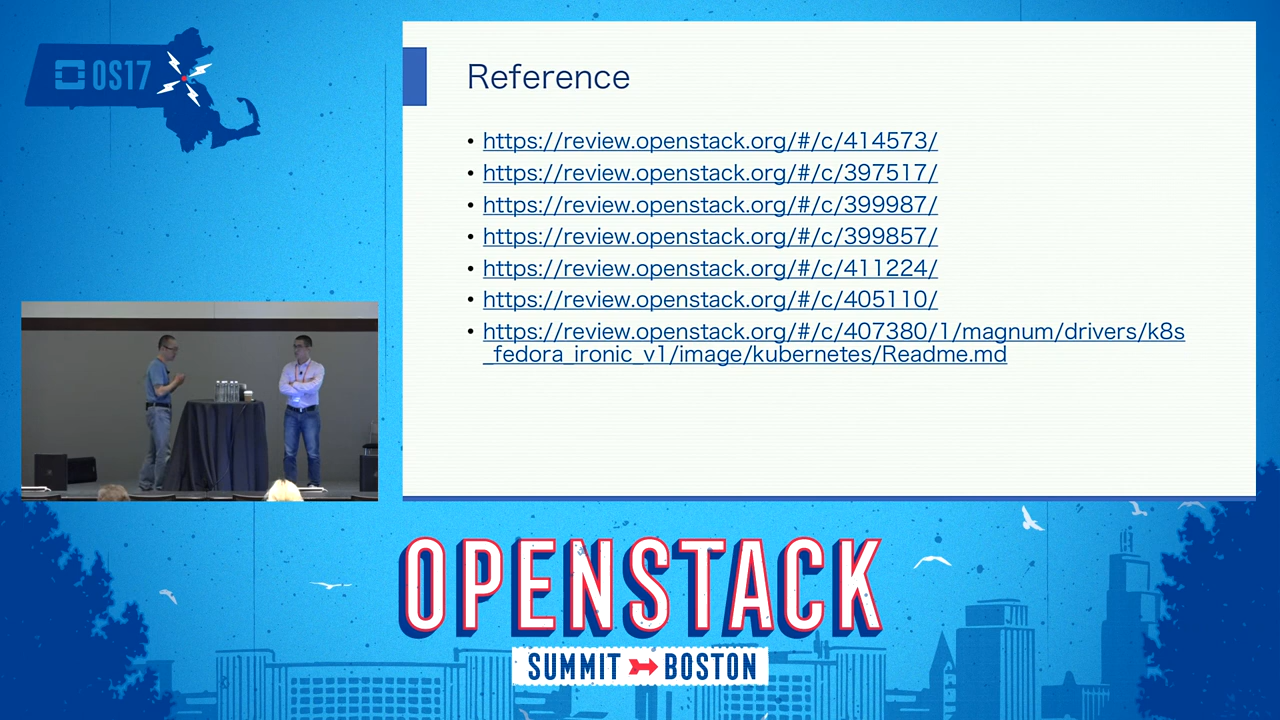 OS17
Reference
• https://review.openstack.org/#/c/414573/
• https://review.openstack.org/#/c/397517/
• https://review.openstack.org/#/c/399987/
• https://review.openstack.org/#/c/399857/
• https://review.openstack.org/#/c/411224/
• https://review.openstack.org/#/c/405110/
• https://review.openstack.org/#/c/407380/1/magnum/drivers/k8s
_fedora_ironic_v1/image/kubernetes/Readme.md
OPENSTACK
SUMMIT BOSTON